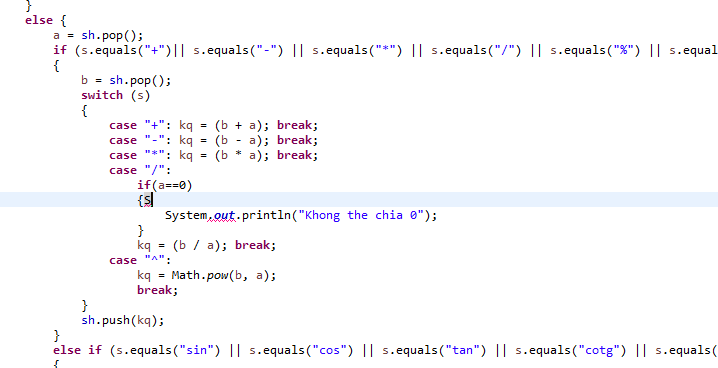 }
else {
a = sh.pop();
if (s.equals("+")|| s.equals("-") || s.equals("*") || s.equals("/") || s.equals("%") || s.equal
{
b = sh.pop();
switch (s)
{
case "+": kq = (b + a); break;
case "-": kq = (b - a); break;
case "*": kq = (b * a); break;
case "/":
if(a==0)
{S
System.out.println("Khong the chia 0");
}
kq = (b / a); break;
case "^":
kq = Math.pow(b, a);
break;
}
sh.push(kq);
}
else if (s.equals("sin") || s.equals("cos") || s.equals("tan") || s.equals("cotg") || s.equals(
{